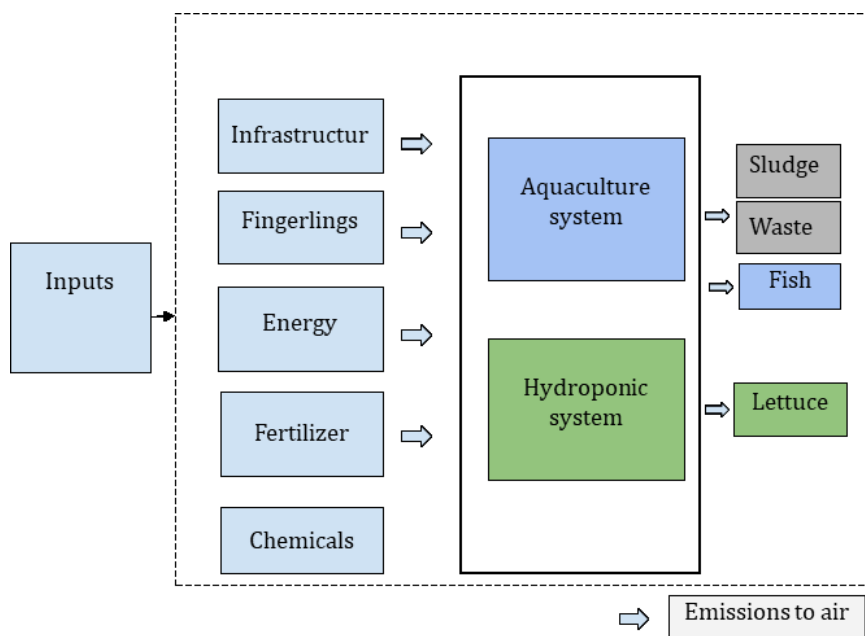 Infrastructur
Fingerlings
Inputs
Energy
Fertilizer
Chemicals
Aquaculture
system
Hydroponic
system
Sludge
Waste
Fish
Lettuce
Emissions to air